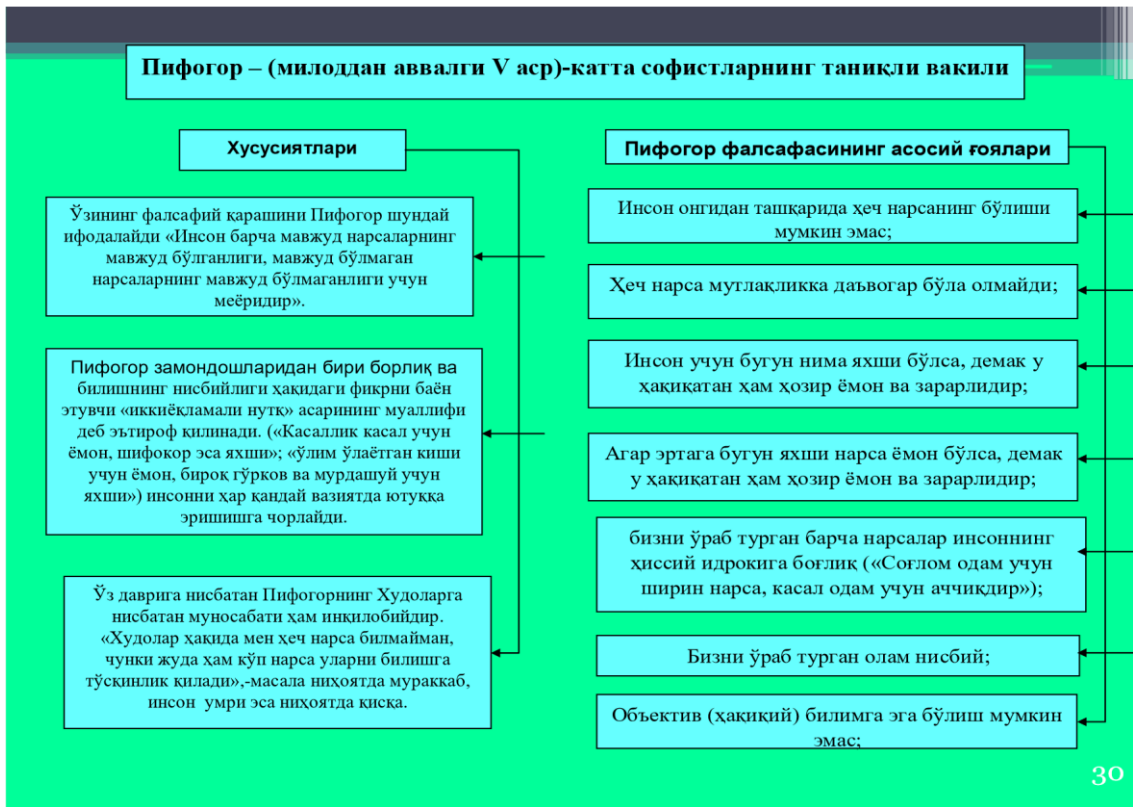 Пифогор – (милоддан аввалги V аср)-катта софистларнинг таниқли вакили
Хусусиятлари
Ўзининг фалсафий қарашини Пифогор шундай
ифодалайди «Инсон барча мавжуд нарсаларнинг
мавжуд бўлганлиги, мавжуд бўлмаган
нарсаларнинг мавжуд бўлмаганлиги учун
меёридир».
Пифогор замондошларидан бири борлиқ ва
билишнинг нисбийлиги ҳақидаги фикрни баён
этувчи «иккиёқламали нутқ» асарининг муаллифи
деб эътироф қилинади. («Касаллик касал учун
ёмон, шифокор эса яхши»; «ўлим ўлаётган киши
учун ёмон, бироқ гўрков ва мурдашуй учун
яхши») инсонни ҳар қандай вазиятда ютуққа
эришишга чорлайди.
Ўз даврига нисбатан Пифогорнинг Худоларга
нисбатан муносабати ҳам инқилобийдир.
«Худолар ҳақида мен ҳеч нарса билмайман,
чунки жуда ҳам кўп нарса уларни билишга
тўсқинлик қилади»,-масала ниҳоятда мураккаб,
инсон умри эса ниҳоятда қисқа.
Пифогор фалсафасининг асосий ғоялари
Инсон онгидан ташқарида ҳеч нарсанинг бўлиши
мумкин эмас;
Ҳеч нарса мутлақликка даъвогар бўла олмайди;
Инсон учун бугун нима яхши бўлса, демак у
ҳақиқатан ҳам ҳозир ёмон ва зарарлидир;
Агар эртага бугун яхши нарса ёмон бўлса, демак
у ҳақиқатан ҳам ҳозир ёмон ва зарарлидир;
бизни ўраб турган барча нарсалар инсоннинг
ҳиссий идрокига боғлиқ («Соғлом одам учун
ширин нарса, касал одам учун аччиқдир»);
Бизни ўраб турган олам нисбий;
Объектив (ҳақиқий) билимга эга бўлиш мумкин
эмас;
30